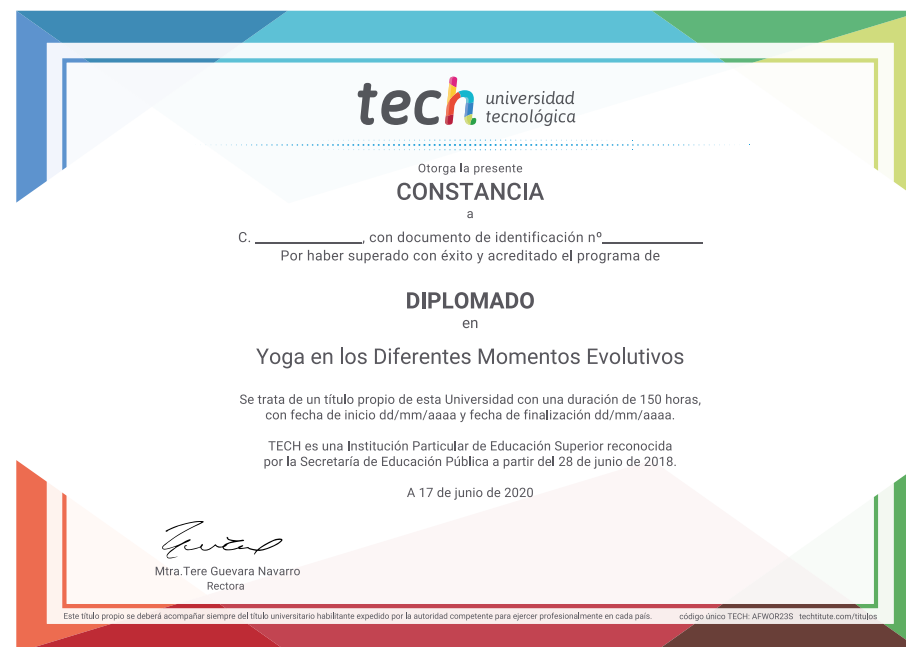 tech universidad
tecnológica
Otorga la presente
CONSTANCIA
a
C. ______________, con documento de identificación nº_____________
Por haber superado con éxito y acreditado el programa de
DIPLOMADO
en
Yoga en los Diferentes Momentos Evolutivos
Se trata de un título propio de esta Universidad con una duración de 150 horas,
con fecha de inicio dd/mm/aaaa y fecha de finalización dd/mm/aaaa.
TECH es una Institución Particular de Educación Superior reconocida
por la Secretaría de Educación Pública a partir del 28 de junio de 2018.
A 17 de junio de 2020
Mtra.Tere Guevara Navarro
Rectora
Este título propio se deberá acompañar siempre del título universitario habilitante expedido por la autoridad competente para ejercer profesionalmente en cada país. código único TECH: AFWOR23S techtitute.com/titulos